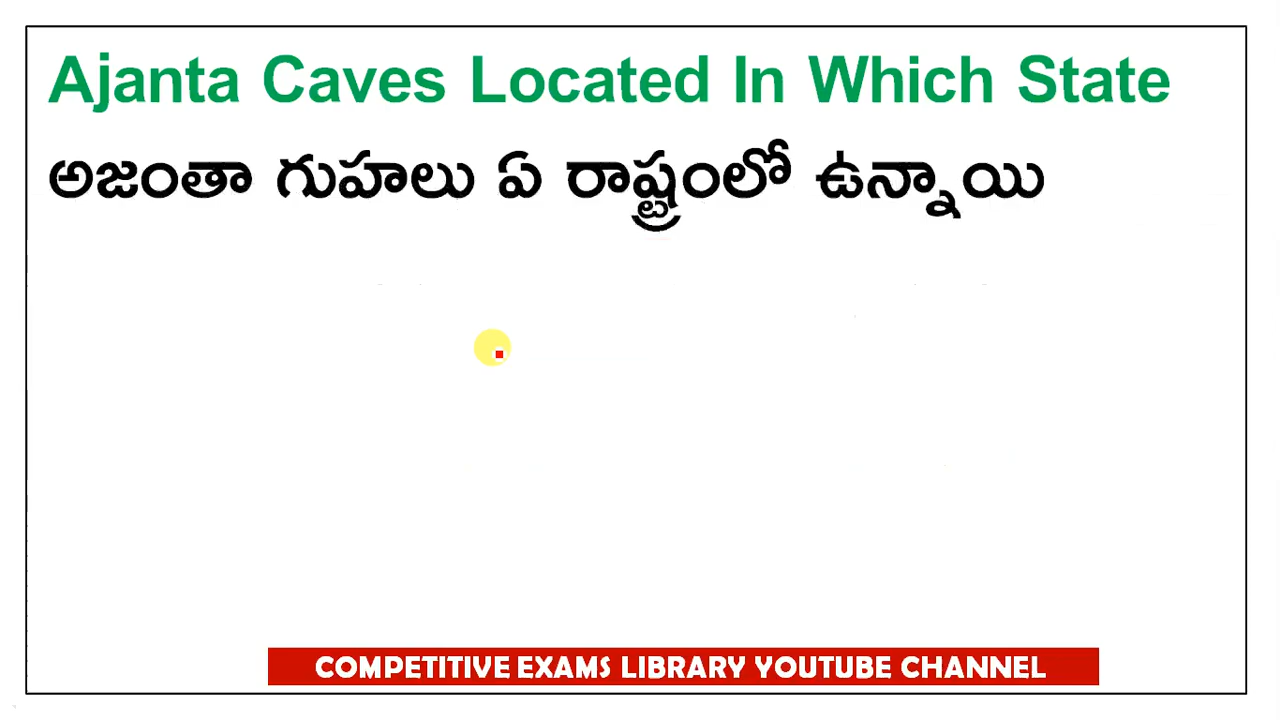 Ajanta Caves Located In Which State
అజంతా గుహలు ఏ రాష్ట్రంలో ఉన్నాయి
COMPETITIVE EXAMS LIBRARY YOUTUBE CHANNEL